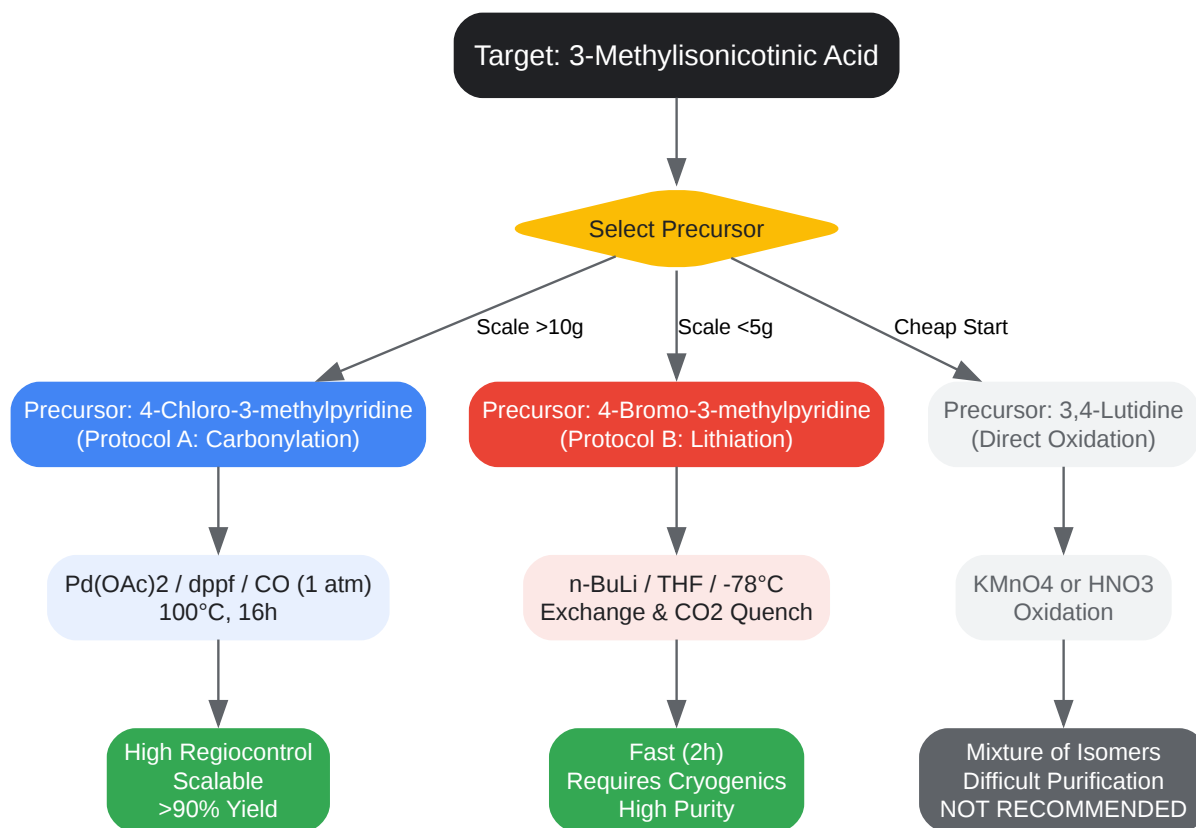 Target: 3-Methylisonicotinic Acid
Select Precursor
Scale >10g
Scale <5g
Cheap Start
Precursor: 4-Chloro-3-methylpyridine
(Protocol A: Carbonylation)
Precursor: 4-Bromo-3-methylpyridine
(Protocol B: Lithiation)
Precursor: 3,4-Lutidine
(Direct Oxidation)
Pd(OAc)2 / dppf / CO (1 atm)
100°C, 16h
n-BuLi / THF / -78°C
Exchange & CO2 Quench
KMnO4 or HNO3
Oxidation
High Regiocontrol
Scalable
>90% Yield
Fast (2h)
Requires Cryogenics
High Purity
Mixture of Isomers
Difficult Purification
NOT RECOMMENDED